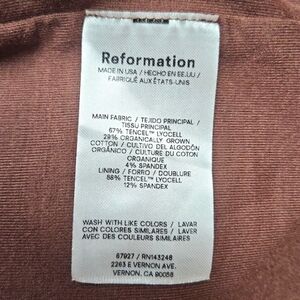 Reformation
MADE IN USA / HECHO EN EE.UU /
FABRIQUÉ AUX ÉTATS-UNIS
MAIN FABRIC / TEJIDO PRINCIPAL /
TISSU PRINCIPAL
67% TENCEL™ LYOCELL
29% ORGANICALLY GROWN
COTTON / CULTIVO DEL ALGODÓN
ORGÁNICO / CULTURE DU COTON
ORGANIQUE
4% SPANDEX
LINING / FORRO / DOUBLURE
88% TENCEL™ LYOCELL
12% SPANDEX
WASH WITH LIKE COLORS / LAVAR
CON COLORES SIMILARES / LAVER
AVEC DES COULEURS SIMILAIRES
67927 / RN143248
2263 E VERNON AVE.
VERNON, CA 90058